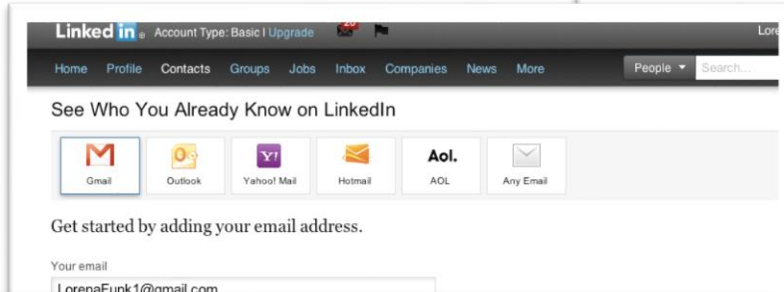 Linked in ® Account Type: Basic | Upgrade
Home Profile Contacts Groups Jobs Inbox Companies News More People Search...
See Who You Already Know on LinkedIn
Gmail Outlook Yahoo! Mail Hotmail Aol. AOL Any Email
Get started by adding your email address.
Your email
LorenaFunk1@gmail.com